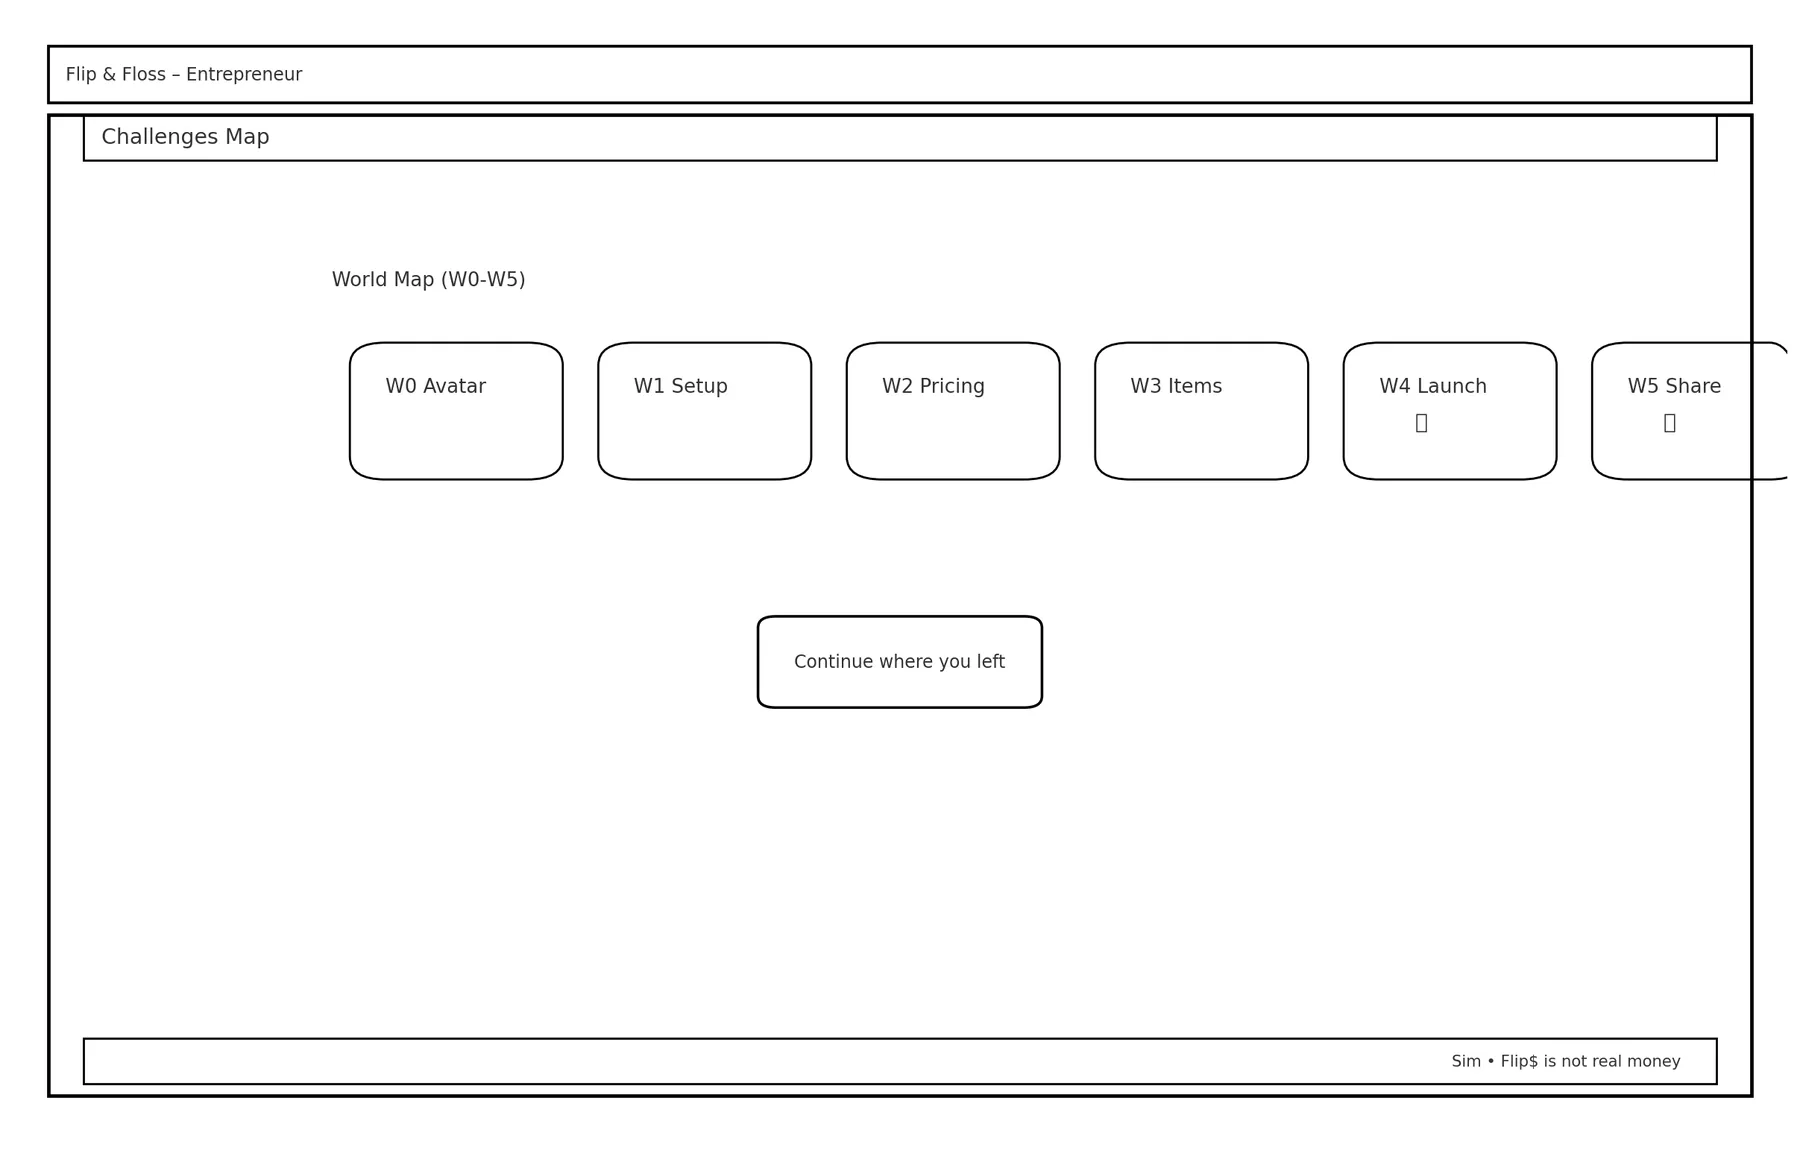 Flip & Floss – Entrepreneur
Challenges Map
World Map (W0-W5)
W0 Avatar
W1 Setup
W2 Pricing
W3 Items
W4 Launch
W5 Share
Continue where you left
Sim • Flip$ is not real money